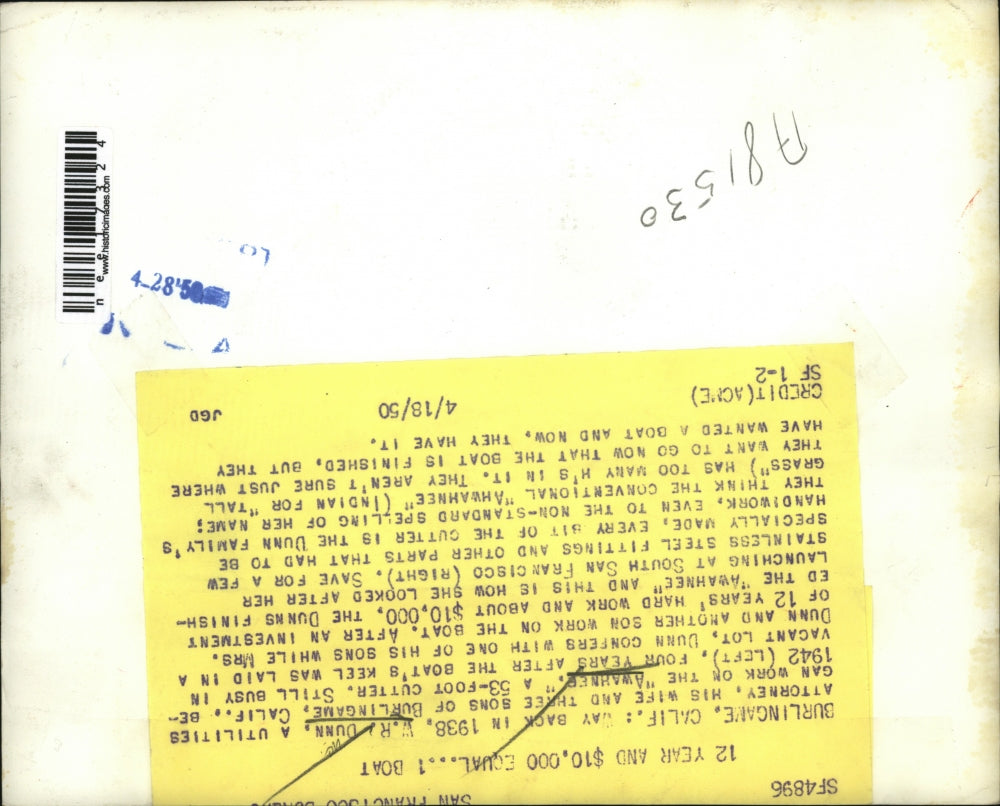 SAN FRANCISCO
SF4896
12 YEAR AND $10,000 EQUAL...1 BOAT
BURLINGAME, CALIF.: WAY BACK IN 1938, W.R. DUNN, A UTILITIES
ATTORNEY, HIS WIFE AND THREE SONS OF BURLINGAME, CALIF., BE-
GAN WORK ON THE "AWAHNEE," A 53-FOOT CUTTER. STILL BUSY IN
1942 (LEFT), FOUR YEARS AFTER THE BOAT'S KEEL WAS LAID IN A
VACANT LOT, DUNN CONFERS WITH ONE OF HIS SONS WHILE MRS.
DUNN AND ANOTHER SON WORK ON THE BOAT. AFTER AN INVESTMENT
OF 12 YEARS' HARD WORK AND ABOUT $10,000, THE DUNNS FINISH-
ED THE "AWAHNEE" AND THIS IS HOW SHE LOOKED AFTER HER
LAUNCHING AT SOUTH SAN FRANCISCO (RIGHT). SAVE FOR A FEW
STAINLESS STEEL FITTINGS AND OTHER PARTS THAT HAD TO BE
SPECIALLY MADE, EVERY BIT OF THE CUTTER IS THE DUNN FAMILY'S
HANDIWORK, EVEN TO THE NON-STANDARD SPELLING OF HER NAME;
THEY THINK THE CONVENTIONAL "AHWAHNEE" (INDIAN FOR "TALL
GRASS") HAS TOO MANY H'S IN IT. THEY AREN'T SURE JUST WHERE
THEY WANT TO GO NOW THAT THE BOAT IS FINISHED, BUT THEY
HAVE WANTED A BOAT AND NOW, THEY HAVE IT.
CREDIT(ACME) 4/18/50 JGD
SF 1-2
A81530
4-28'50
nee17324
www.historicimages.com